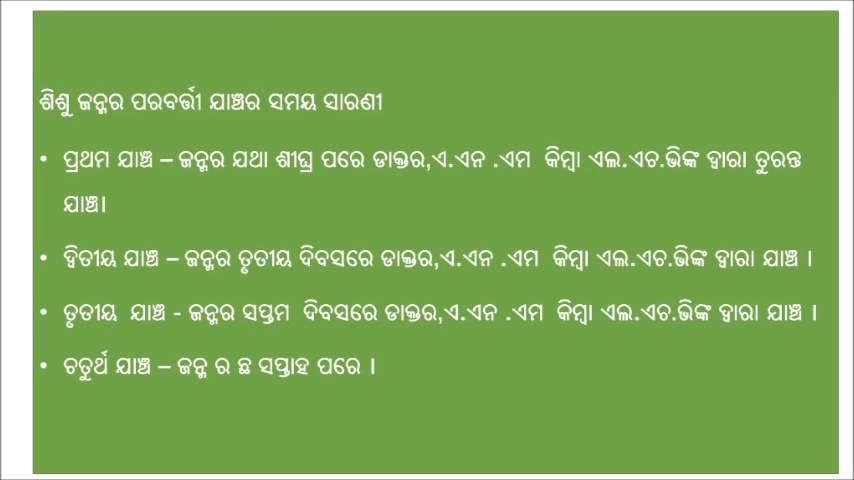 ଶିଶୁ ଜନ୍ମର ପରବର୍ତ୍ତୀ ଯାଞ୍ଚର ସମୟ ସାରଣୀ
• ପ୍ରଥମ ଯାଞ୍ଚ – ଜନ୍ମର ଯଥା ଶୀଘ୍ର ପରେ ଡାକ୍ତର,ଏ.ଏନ .ଏମ କିମ୍ବା ଏଲ.ଏଚ.ଭିଙ୍କ ଦ୍ୱାରା ତୁରନ୍ତ
ଯାଞ୍ଚ।
• ଦ୍ଵିତୀୟ ଯାଞ୍ଚ – ଜନ୍ମର ତୃତୀୟ ଦିବସରେ ଡାକ୍ତର,ଏ.ଏନ .ଏମ କିମ୍ବା ଏଲ.ଏଚ.ଭିଙ୍କ ଦ୍ୱାରା ଯାଞ୍ଚ ।
• ତୃତୀୟ ଯାଞ୍ଚ - ଜନ୍ମର ସପ୍ତମ ଦିବସରେ ଡାକ୍ତର,ଏ.ଏନ .ଏମ କିମ୍ବା ଏଲ.ଏଚ.ଭିଙ୍କ ଦ୍ୱାରା ଯାଞ୍ଚ ।
• ଚତୁର୍ଥ ଯାଞ୍ଚ – ଜନ୍ମ ର ଛ ସପ୍ତାହ ପରେ ।